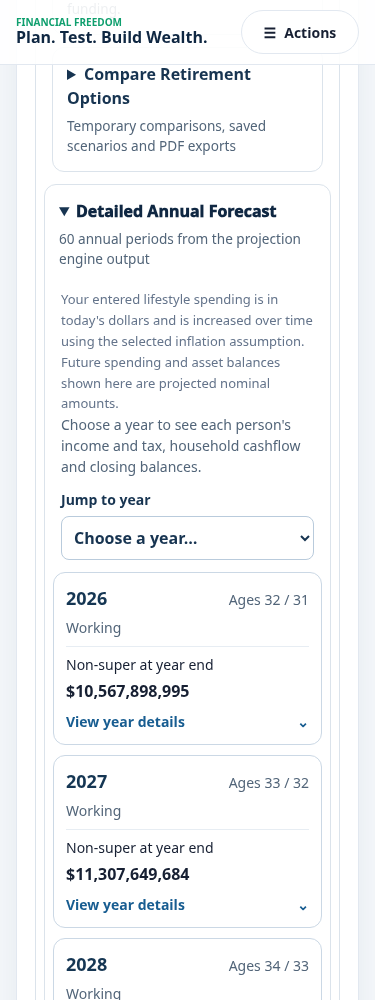 funding.
FINANCIAL FREEDOM
Plan. Test. Build Wealth.
☰ Actions
▶ Compare Retirement
Options
Temporary comparisons, saved
scenarios and PDF exports
▼ Detailed Annual Forecast
60 annual periods from the projection
engine output
Your entered lifestyle spending is in
today's dollars and is increased over time
using the selected inflation assumption.
Future spending and asset balances
shown here are projected nominal
amounts.
Choose a year to see each person's
income and tax, household cashflow
and closing balances.
Jump to year
Choose a year...
2026 Ages 32 / 31
Working
Non-super at year end
$10,567,898,995
View year details
2027 Ages 33 / 32
Working
Non-super at year end
$11,307,649,684
View year details
2028 Ages 34 / 33
Working